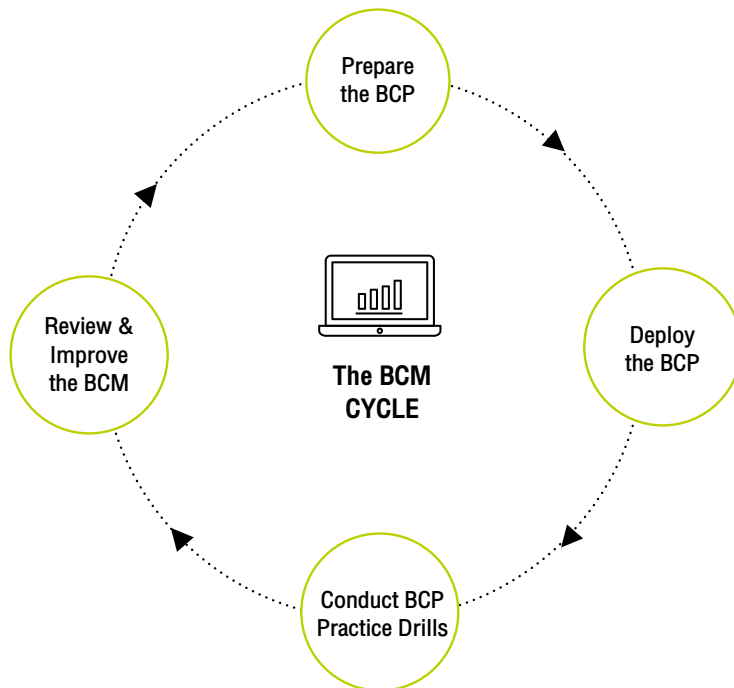 Prepare
the BCP
Deploy
the BCP
Conduct BCP
Practice Drills
Review &
Improve
the BCM
The BCM
CYCLE